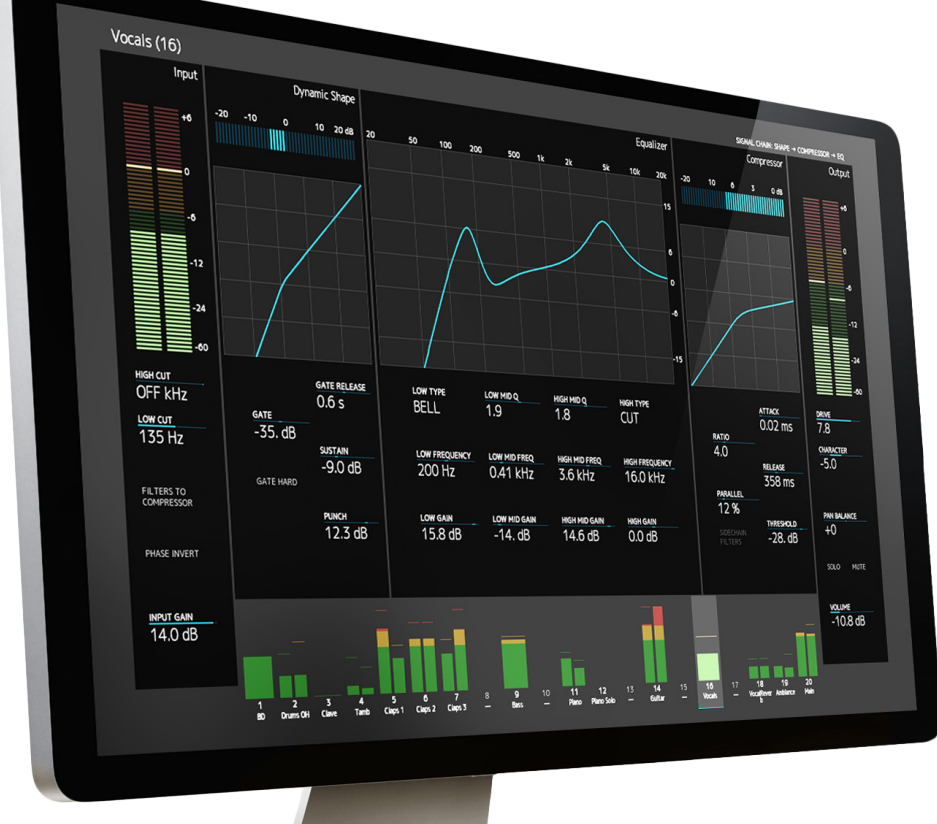 Vocals (16)
Input
+6
0
-6
-12
-24
-60
HIGH CUT
OFF kHz
LOW CUT
135 Hz
FILTERS TO
COMPRESSOR
PHASE INVERT
INPUT GAIN
14.0 dB
Dynamic Shape
-20 -10 0 10 20 dB
GATE RELEASE
0.6 s
GATE
-35. dB
SUSTAIN
-9.0 dB
GATE HARD
PUNCH
12.3 dB
Equalizer
20 50 100 200 500 1k 2k 5k 10k 20k
15
6
0
-6
-15
LOW TYPE LOW MID Q HIGH MID Q HIGH TYPE
BELL 1.9 1.8 CUT
LOW FREQUENCY LOW MID FREQ HIGH MID FREQ HIGH FREQUENCY
200 Hz 0.41 kHz 3.6 kHz 16.0 kHz
LOW GAIN LOW MID GAIN HIGH MID GAIN HIGH GAIN
15.8 dB -14. dB 14.6 dB 0.0 dB
SIGNAL CHAIN: SHAPE → COMPRESSOR → EQ
Compressor
-20 10 6 3 0 dB
ATTACK
0.02 ms
RATIO
4.0
RELEASE
358 ms
PARALLEL
12 %
SIDECHAIN
FILTERS
THRESHOLD
-28. dB
Output
+6
0
-6
-12
-24
-60
DRIVE
7.8
CHARACTER
-5.0
PAN BALANCE
+0
SOLO MUTE
VOLUME
-10.8 dB
1 2 3 4 5 6 7 8 9 10 11 12 13 14 15 16 17 18 19 20
BD Drums OH Clave Tamb Claps 1 Claps 2 Claps 3 – Bass – Piano Piano Solo – Guitar – Vocals – VocalRever Ambiance Main
b